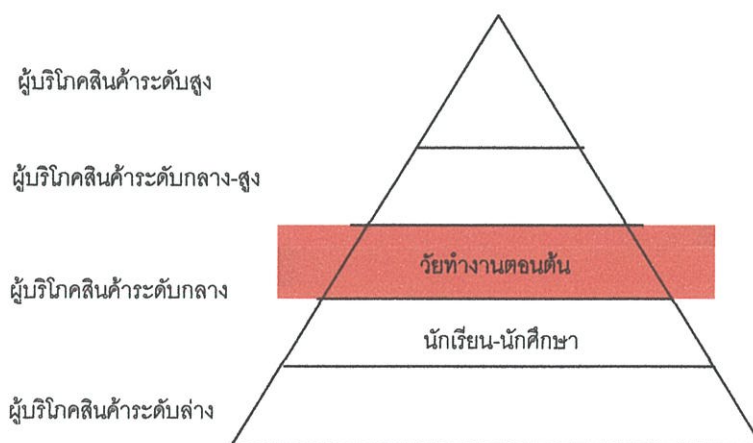 ผู้บริโภคสินค้าระดับสูง
ผู้บริโภคสินค้าระดับกลาง-สูง
วัยทำงานตอนต้น
ผู้บริโภคสินค้าระดับกลาง
นักเรียน-นักศึกษา
ผู้บริโภคสินค้าระดับล่าง